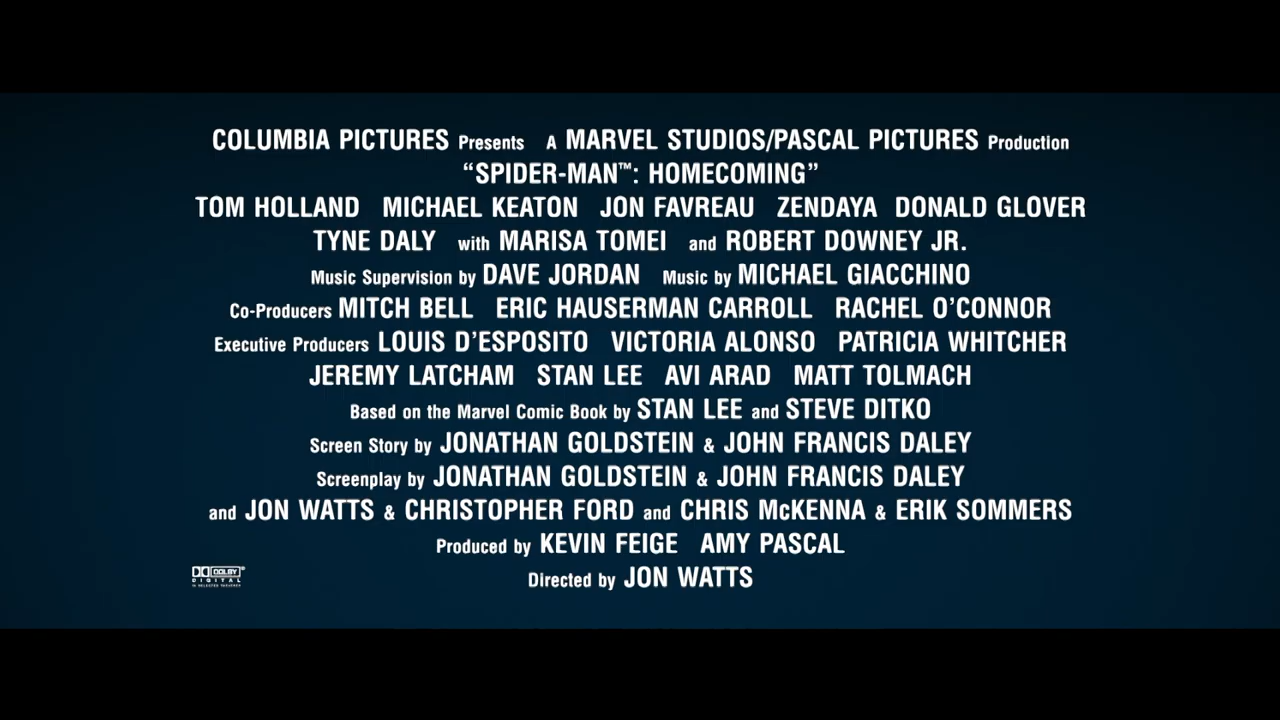 COLUMBIA PICTURES Presents A MARVEL STUDIOS/PASCAL PICTURES Production
“SPIDER-MAN™: HOMECOMING”
TOM HOLLAND MICHAEL KEATON JON FAVREAU ZENDAYA DONALD GLOVER
TYNE DALY with MARISA TOMEI and ROBERT DOWNEY JR.
Music Supervision by DAVE JORDAN Music by MICHAEL GIACCHINO
Co-Producers MITCH BELL ERIC HAUSERMAN CARROLL RACHEL O’CONNOR
Executive Producers LOUIS D’ESPOSITO VICTORIA ALONSO PATRICIA WHITCHER
JEREMY LATCHAM STAN LEE AVI ARAD MATT TOLMACH
Based on the Marvel Comic Book by STAN LEE and STEVE DITKO
Screen Story by JONATHAN GOLDSTEIN & JOHN FRANCIS DALEY
Screenplay by JONATHAN GOLDSTEIN & JOHN FRANCIS DALEY
and JON WATTS & CHRISTOPHER FORD and CHRIS McKENNA & ERIK SOMMERS
Produced by KEVIN FEIGE AMY PASCAL
Directed by JON WATTS
DOLBY
DIGITAL